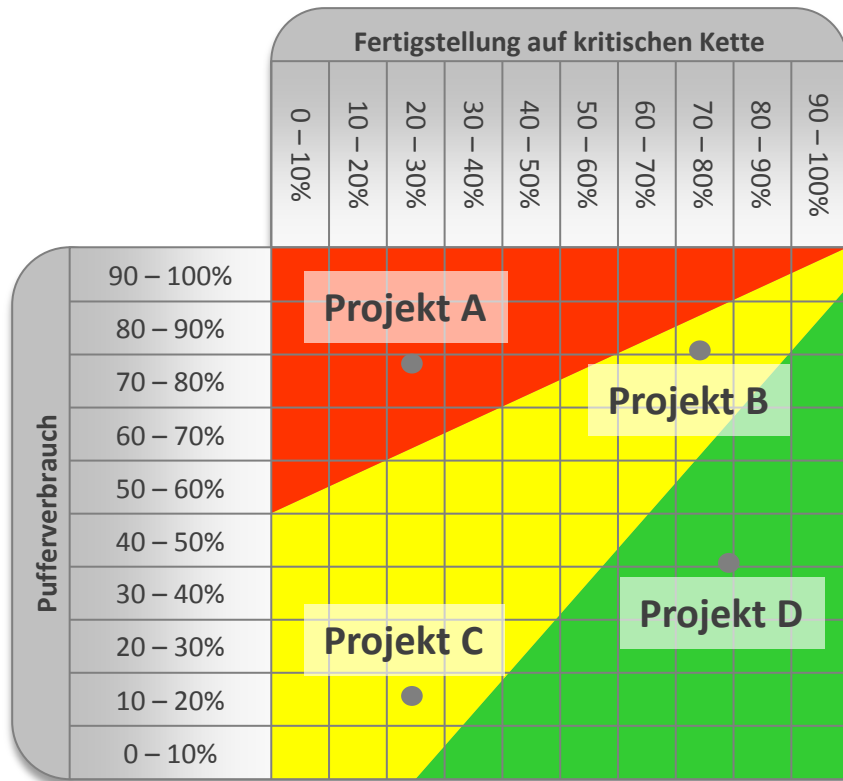 Fertigstellung auf kritischen Kette
0 – 10%
10 – 20%
20 – 30%
30 – 40%
40 – 50%
50 – 60%
60 – 70%
70 – 80%
80 – 90%
90 – 100%
Pufferverbrauch
90 – 100%
80 – 90%
70 – 80%
60 – 70%
50 – 60%
40 – 50%
30 – 40%
20 – 30%
10 – 20%
0 – 10%
Projekt A
Projekt B
Projekt D
Projekt C